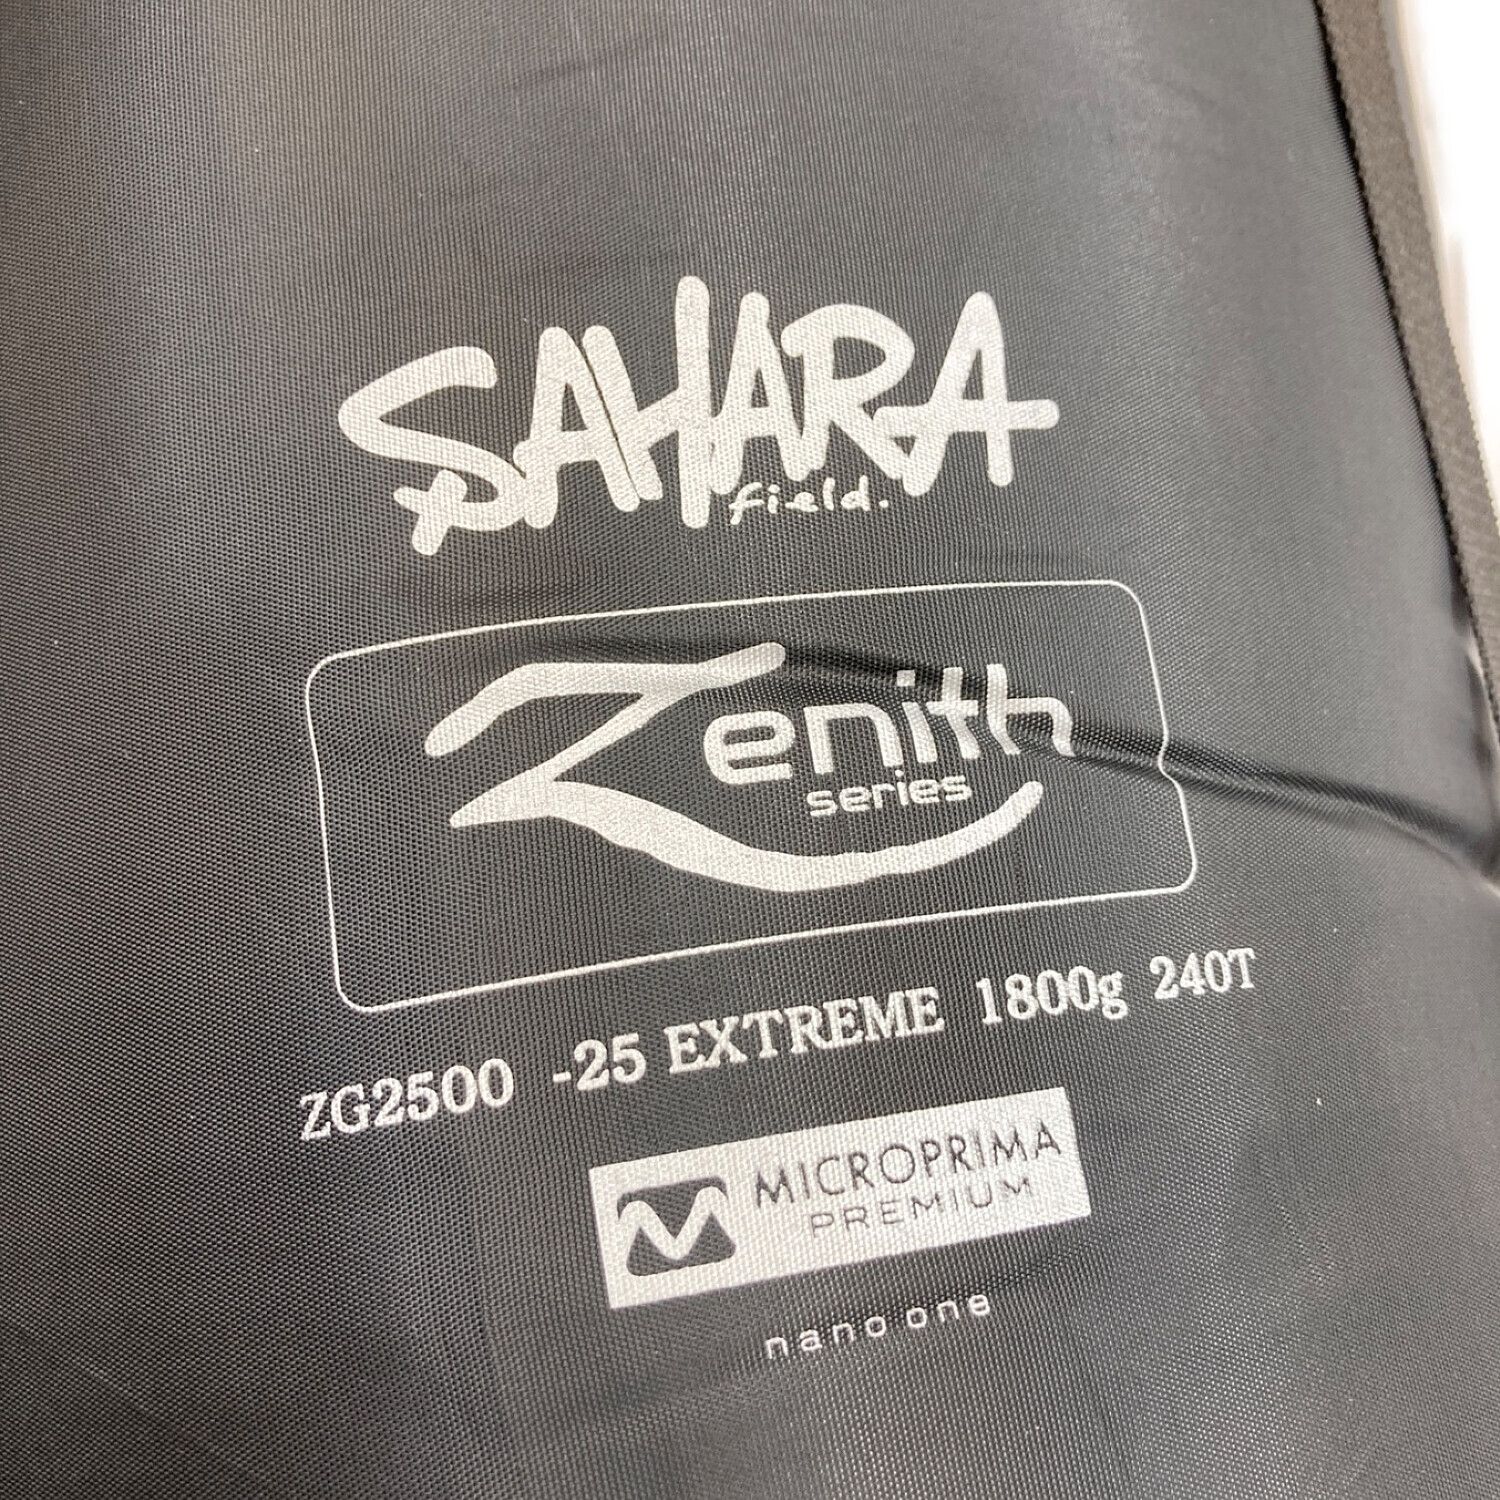 SAHARA
field.
Zenith
series
ZG2500 -25 EXTREME 1800g 240T
MICROPRIMA
PREMIUM
nano one